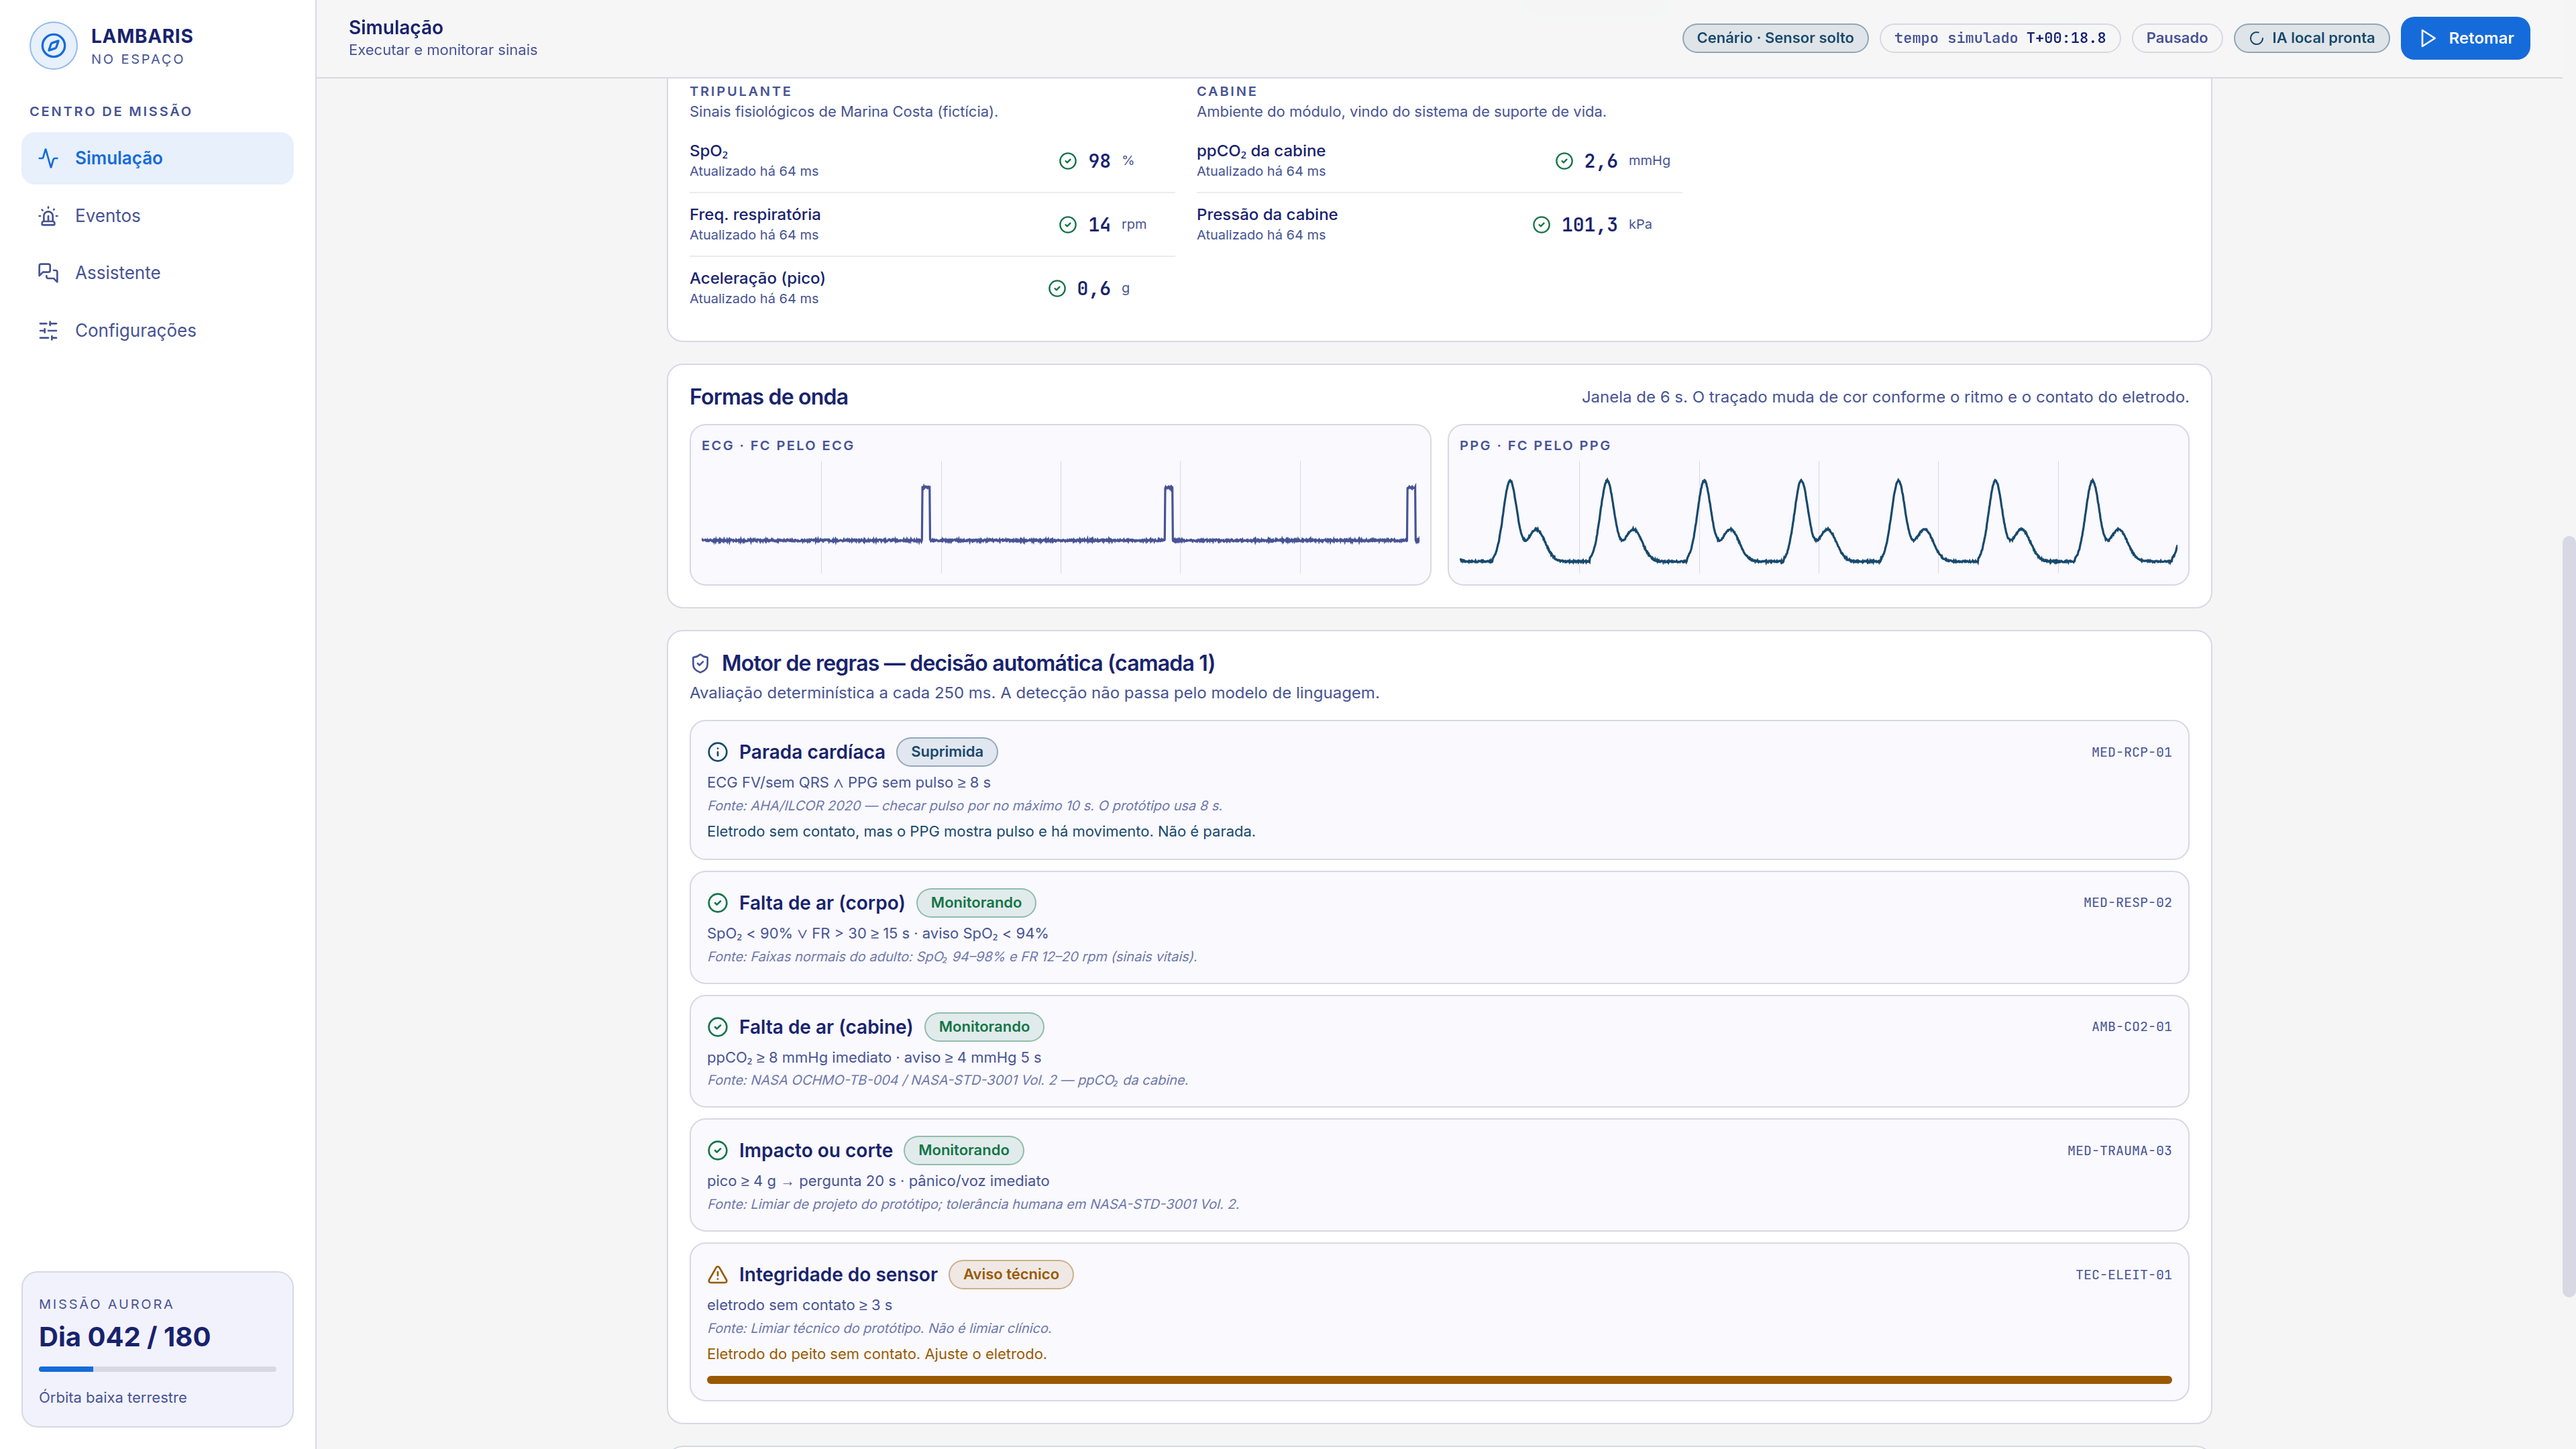 LAMBARIS
NO ESPAÇO
CENTRO DE MISSÃO
Simulação
Eventos
Assistente
Configurações
MISSÃO AURORA
Dia 042 / 180
Órbita baixa terrestre
Simulação
Executar e monitorar sinais
Cenário · Sensor solto
tempo simulado T+00:18.8
Pausado
IA local pronta
Retomar
TRIPULANTE
Sinais fisiológicos de Marina Costa (fictícia).
SpO₂
Atualizado há 64 ms
98 %
Freq. respiratória
Atualizado há 64 ms
14 rpm
Aceleração (pico)
Atualizado há 64 ms
0,6 g
CABINE
Ambiente do módulo, vindo do sistema de suporte de vida.
ppCO₂ da cabine
Atualizado há 64 ms
2,6 mmHg
Pressão da cabine
Atualizado há 64 ms
101,3 kPa
Formas de onda
Janela de 6 s. O traçado muda de cor conforme o ritmo e o contato do eletrodo.
ECG · FC PELO ECG
PPG · FC PELO PPG
Motor de regras — decisão automática (camada 1)
Avaliação determinística a cada 250 ms. A detecção não passa pelo modelo de linguagem.
Parada cardíaca Suprimida MED-RCP-01
ECG FV/sem QRS ∧ PPG sem pulso ≥ 8 s
Fonte: AHA/ILCOR 2020 — checar pulso por no máximo 10 s. O protótipo usa 8 s.
Eletrodo sem contato, mas o PPG mostra pulso e há movimento. Não é parada.
Falta de ar (corpo) Monitorando MED-RESP-02
SpO₂ < 90% ∨ FR > 30 ≥ 15 s · aviso SpO₂ < 94%
Fonte: Faixas normais do adulto: SpO₂ 94–98% e FR 12–20 rpm (sinais vitais).
Falta de ar (cabine) Monitorando AMB-CO2-01
ppCO₂ ≥ 8 mmHg imediato · aviso ≥ 4 mmHg 5 s
Fonte: NASA OCHMO-TB-004 / NASA-STD-3001 Vol. 2 — ppCO₂ da cabine.
Impacto ou corte Monitorando MED-TRAUMA-03
pico ≥ 4 g → pergunta 20 s · pânico/voz imediato
Fonte: Limiar de projeto do protótipo; tolerância humana em NASA-STD-3001 Vol. 2.
Integridade do sensor Aviso técnico TEC-ELEIT-01
eletrodo sem contato ≥ 3 s
Fonte: Limiar técnico do protótipo. Não é limiar clínico.
Eletrodo do peito sem contato. Ajuste o eletrodo.